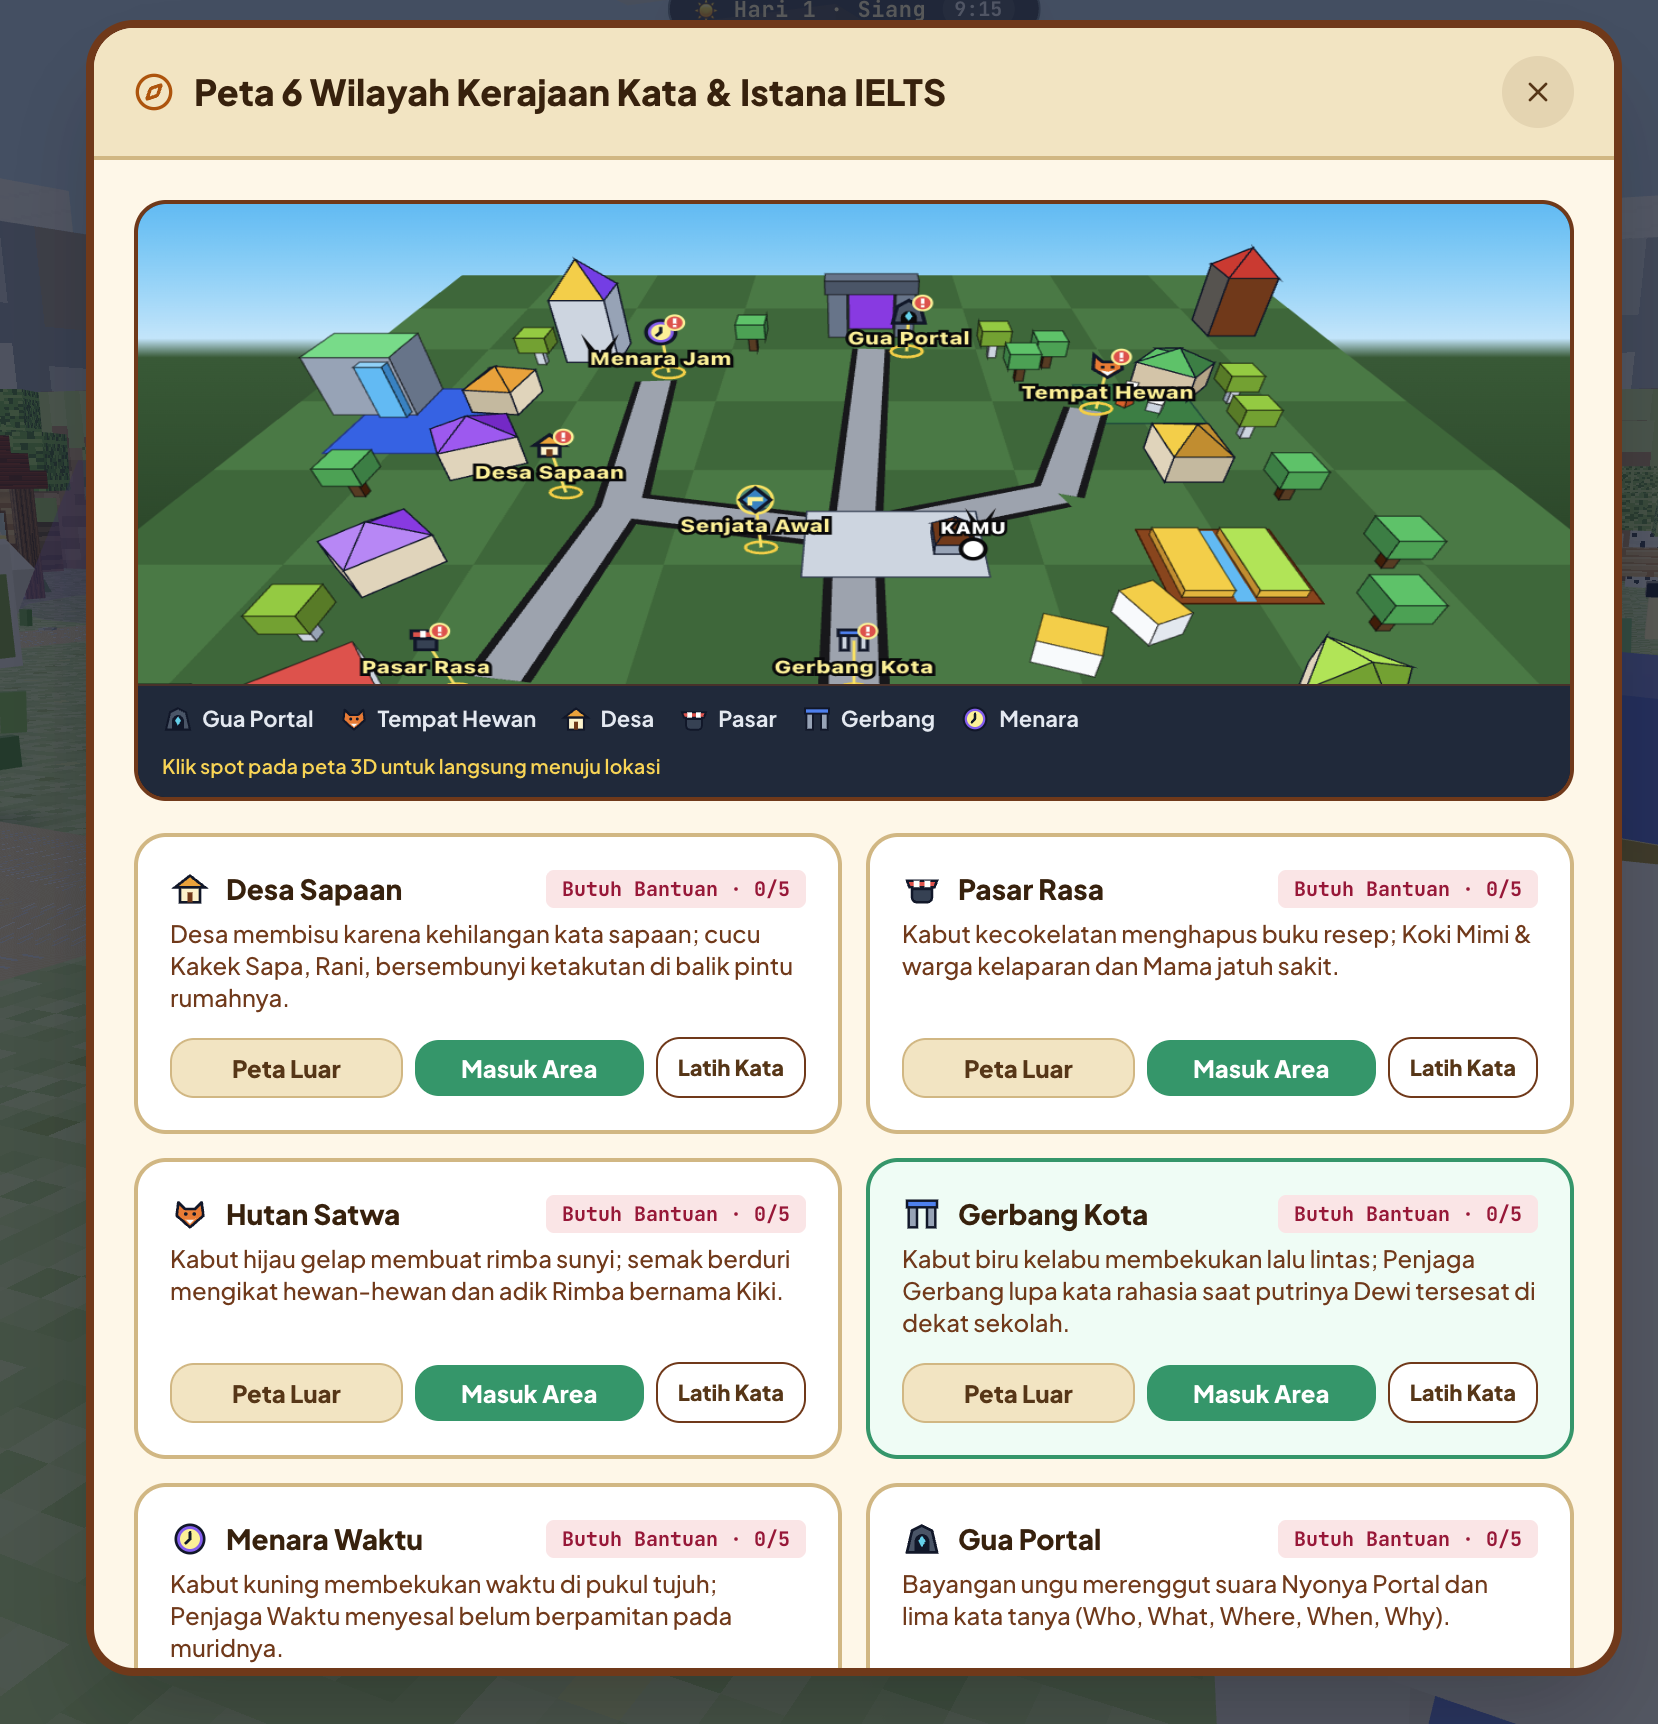 Hari 1 · Siang 9:15
Peta 6 Wilayah Kerajaan Kata & Istana IELTS
Menara Jam
Gua Portal
Tempat Hewan
Desa Sapaan
Senjata Awal
KAMU
Pasar Rasa
Gerbang Kota
Gua Portal Tempat Hewan Desa Pasar Gerbang Menara
Klik spot pada peta 3D untuk langsung menuju lokasi
Desa Sapaan
Butuh Bantuan · 0/5
Desa membisu karena kehilangan kata sapaan; cucu
Kakek Sapa, Rani, bersembunyi ketakutan di balik pintu
rumahnya.
Peta Luar Masuk Area Latih Kata
Pasar Rasa
Butuh Bantuan · 0/5
Kabut kecokelatan menghapus buku resep; Koki Mimi &
warga kelaparan dan Mama jatuh sakit.
Peta Luar Masuk Area Latih Kata
Hutan Satwa
Butuh Bantuan · 0/5
Kabut hijau gelap membuat rimba sunyi; semak berduri
mengikat hewan-hewan dan adik Rimba bernama Kiki.
Peta Luar Masuk Area Latih Kata
Gerbang Kota
Butuh Bantuan · 0/5
Kabut biru kelabu membekukan lalu lintas; Penjaga
Gerbang lupa kata rahasia saat putrinya Dewi tersesat di
dekat sekolah.
Peta Luar Masuk Area Latih Kata
Menara Waktu
Butuh Bantuan · 0/5
Kabut kuning membekukan waktu di pukul tujuh;
Penjaga Waktu menyesal belum berpamitan pada
muridnya.
Gua Portal
Butuh Bantuan · 0/5
Bayangan ungu merenggut suara Nyonya Portal dan
lima kata tanya (Who, What, Where, When, Why).